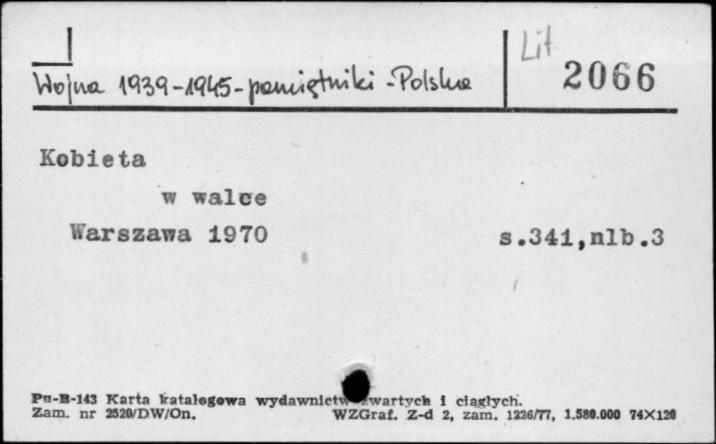 Lit
2066
Wojna 1939-1945-pamiętniki-Polska
Kobieta
w walce
Warszawa 1970 s.341,nlb.3
Pu-B-143 Karta katalogowa wydawnictw zwartych i ciągłych.
Zam. nr 2520/DW/On. WZGraf. Z-d 2, zam. 1226/77, 1.580.000 74X120